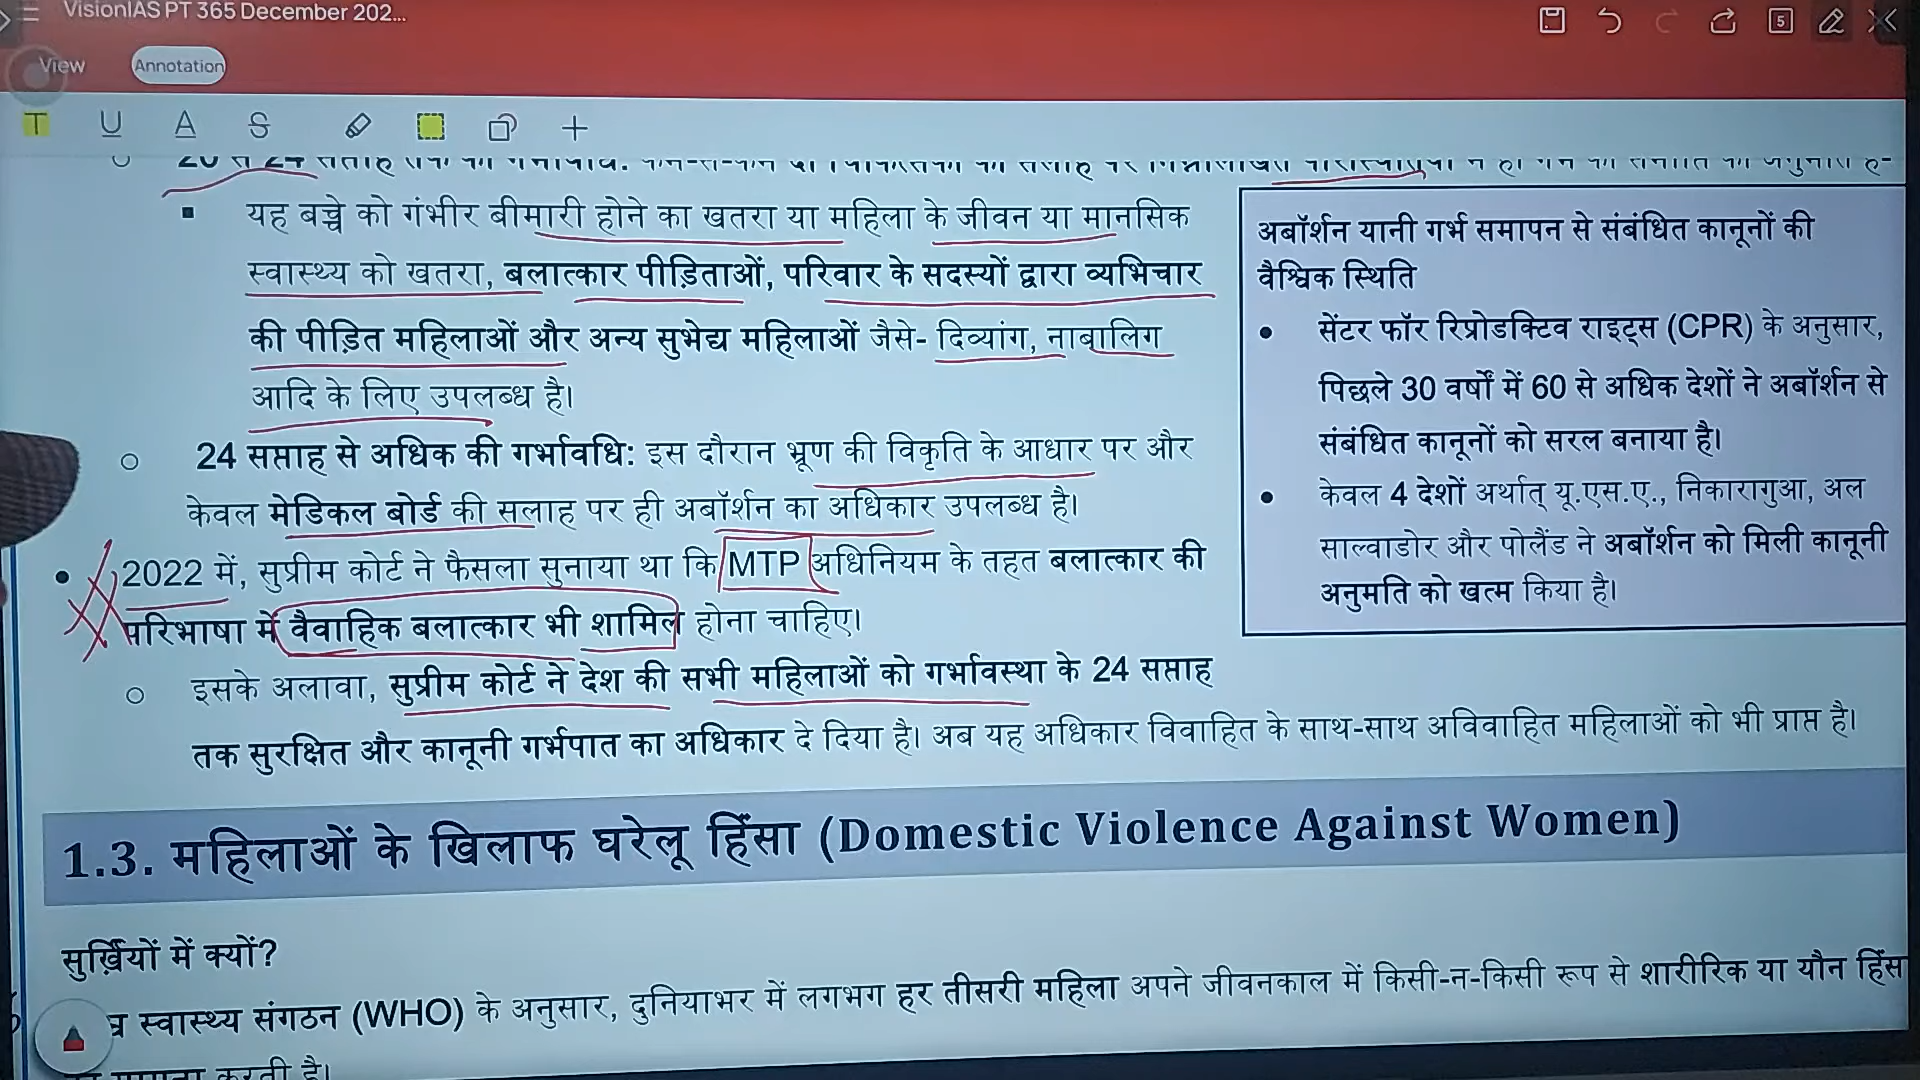 VisionIAS PT 365 December 202...
View
Annotation
T U A S
5
20 से 24 सप्ताह तक की
यह बच्चे को गंभीर बीमारी होने का खतरा या महिला के जीवन या मानसिक
स्वास्थ्य को खतरा, बलात्कार पीड़िताओं, परिवार के सदस्यों द्वारा व्यभिचार
की पीड़ित महिलाओं और अन्य सुभेद्य महिलाओं जैसे- दिव्यांग, नाबालिग
आदि के लिए उपलब्ध है।
24 सप्ताह से अधिक की गर्भावधि: इस दौरान भ्रूण की विकृति के आधार पर और
केवल मेडिकल बोर्ड की सलाह पर ही अबॉर्शन का अधिकार उपलब्ध है।
2022 में, सुप्रीम कोर्ट ने फैसला सुनाया था कि MTP अधिनियम के तहत बलात्कार की
परिभाषा में वैवाहिक बलात्कार भी शामिल होना चाहिए।
इसके अलावा, सुप्रीम कोर्ट ने देश की सभी महिलाओं को गर्भावस्था के 24 सप्ताह
तक सुरक्षित और कानूनी गर्भपात का अधिकार दे दिया है। अब यह अधिकार विवाहित के साथ-साथ अविवाहित महिलाओं को भी प्राप्त है।
अबॉर्शन यानी गर्भ समापन से संबंधित कानूनों की
वैश्विक स्थिति
सेंटर फॉर रिप्रोडक्टिव राइट्स (CPR) के अनुसार,
पिछले 30 वर्षों में 60 से अधिक देशों ने अबॉर्शन से
संबंधित कानूनों को सरल बनाया है।
केवल 4 देशों अर्थात् यू.एस.ए., निकारागुआ, अल
साल्वाडोर और पोलैंड ने अबॉर्शन को मिली कानूनी
अनुमति को खत्म किया है।
1.3. महिलाओं के खिलाफ घरेलू हिंसा (Domestic Violence Against Women)
सुर्ख़ियों में क्यों?
स्वास्थ्य संगठन (WHO) के अनुसार, दुनियाभर में लगभग हर तीसरी महिला अपने जीवनकाल में किसी-न-किसी रूप से शारीरिक या यौन हिंस
करती है।